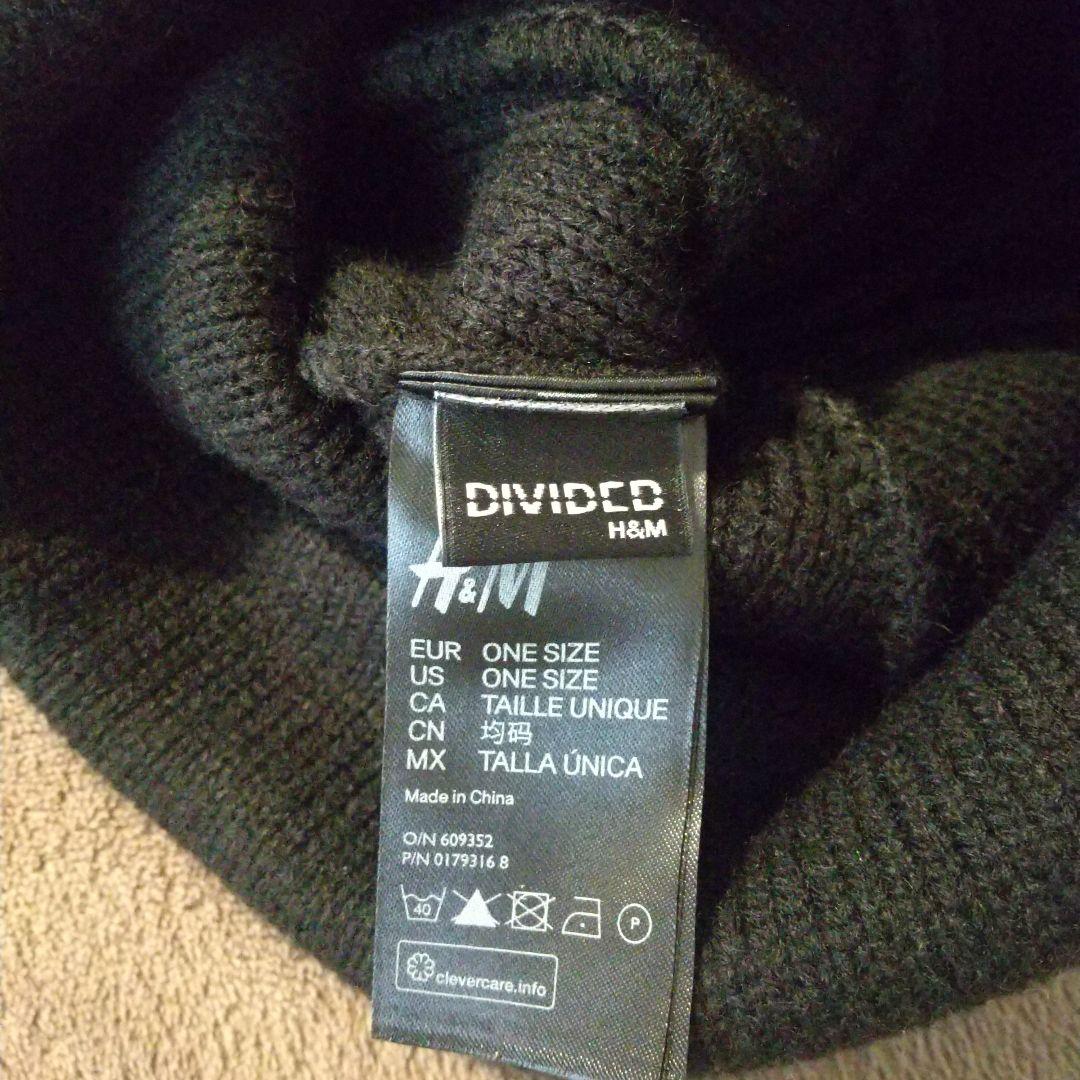 DIVIDED
H&M
H&M
EUR ONE SIZE
US ONE SIZE
CA TAILLE UNIQUE
CN 均码
MX TALLA ÚNICA
Made in China
O/N 609352
P/N 0179316 8
40
P
clevercare.info